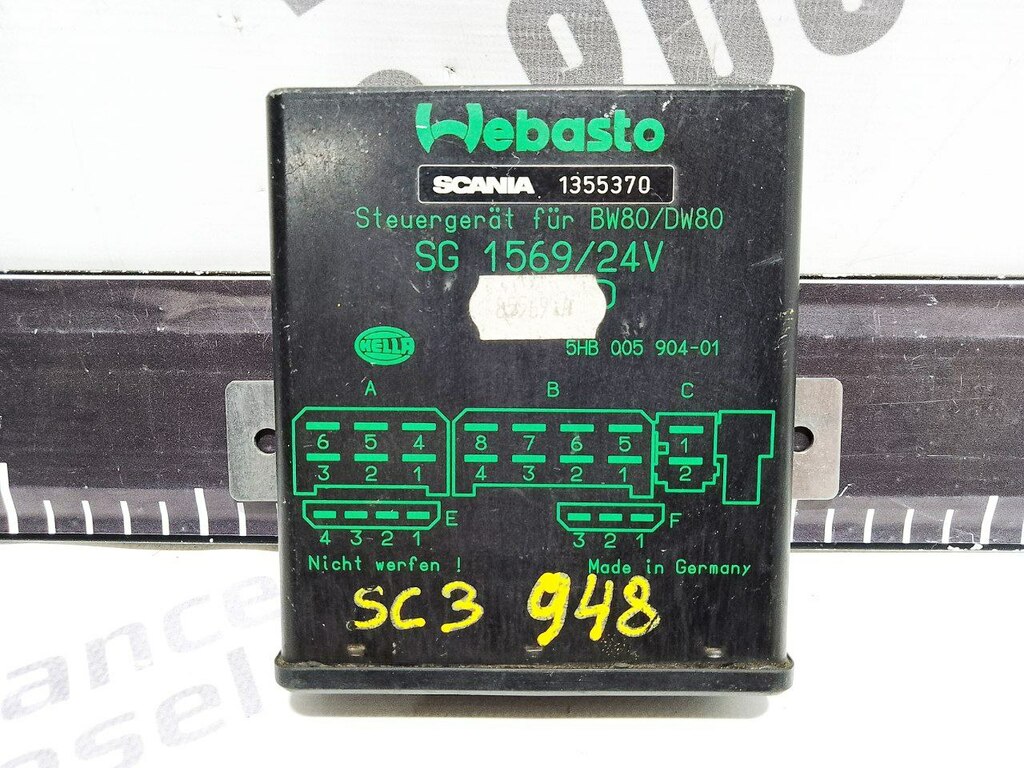 Webasto
SCANIA 1355370
Steuergerät für BW80/DW80
SG 1569/24V
HELLA
5HB 005 904-01
A B C
6 5 4 8 7 6 5 1
3 2 1 4 3 2 1 2
E F
4 3 2 1 3 2 1
Nicht werfen ! Made in Germany
SC3 948